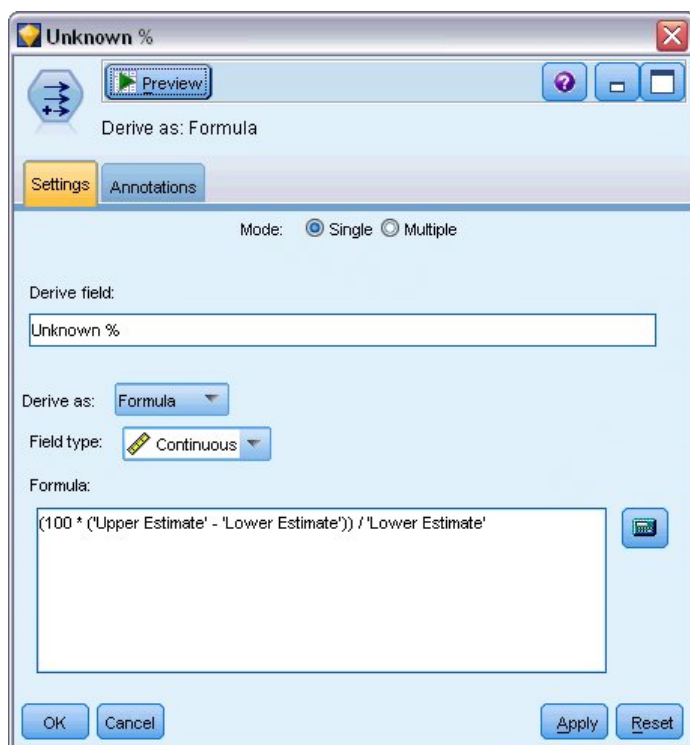 Unknown %
Preview
Derive as: Formula
Settings Annotations
Mode: Single Multiple
Derive field:
Unknown %
Derive as: Formula
Field type: Continuous
Formula:
(100 * ('Upper Estimate' - 'Lower Estimate')) / 'Lower Estimate'
OK Cancel Apply Reset